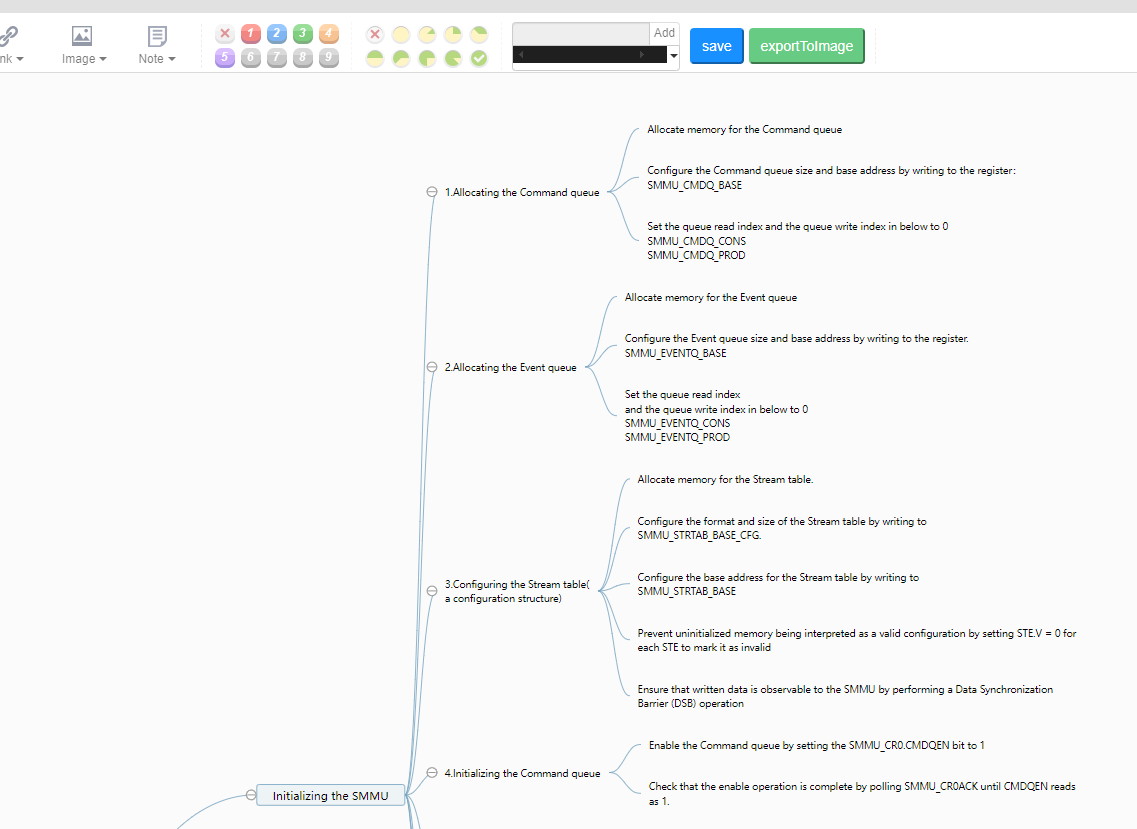 nk
Image
Note
1
2
3
4
5
6
7
8
9
Add
save
exportToImage
Allocate memory for the Command queue
Configure the Command queue size and base address by writing to the register:
SMMU_CMDQ_BASE
1.Allocating the Command queue
Set the queue read index and the queue write index in below to 0
SMMU_CMDQ_CONS
SMMU_CMDQ_PROD
Allocate memory for the Event queue
Configure the Event queue size and base address by writing to the register.
SMMU_EVENTQ_BASE
2.Allocating the Event queue
Set the queue read index
and the queue write index in below to 0
SMMU_EVENTQ_CONS
SMMU_EVENTQ_PROD
Allocate memory for the Stream table.
Configure the format and size of the Stream table by writing to
SMMU_STRTAB_BASE_CFG.
3.Configuring the Stream table(
a configuration structure)
Configure the base address for the Stream table by writing to
SMMU_STRTAB_BASE
Prevent uninitialized memory being interpreted as a valid configuration by setting STE.V = 0 for
each STE to mark it as invalid
Ensure that written data is observable to the SMMU by performing a Data Synchronization
Barrier (DSB) operation
Enable the Command queue by setting the SMMU_CR0.CMDQEN bit to 1
4.Initializing the Command queue
Check that the enable operation is complete by polling SMMU_CR0ACK until CMDQEN reads
as 1.
Initializing the SMMU